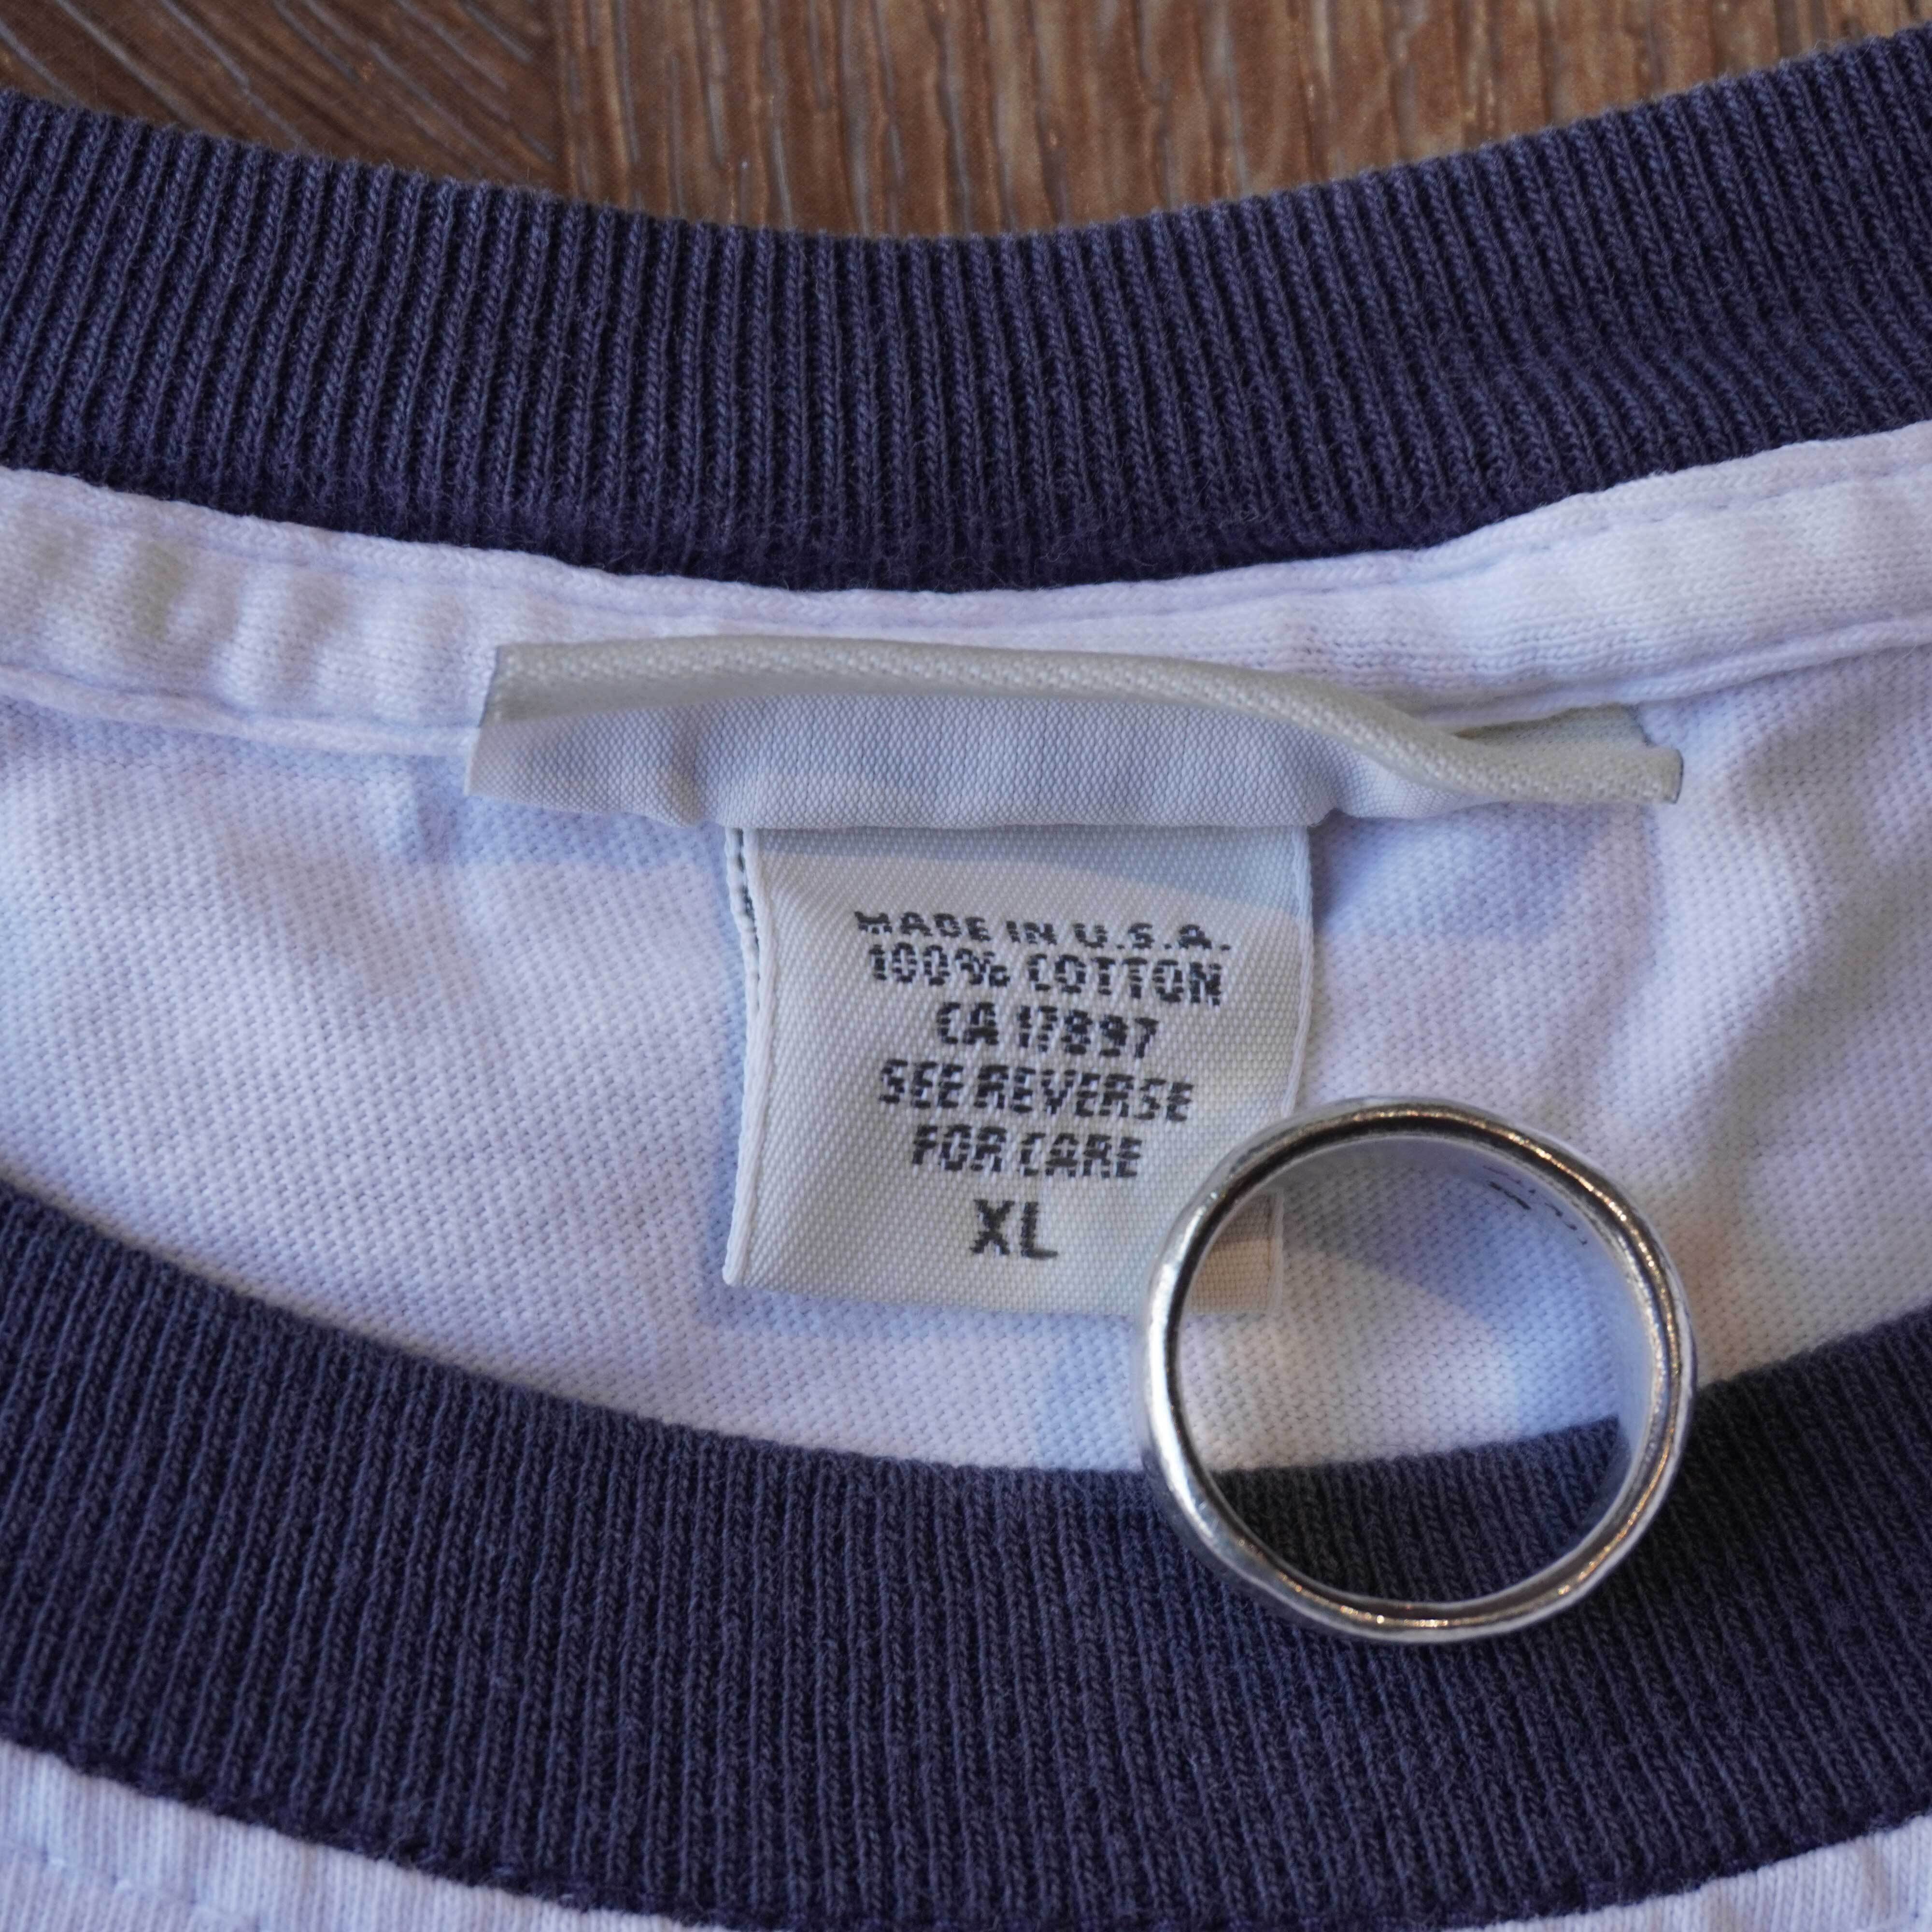 MADE IN U.S.A.
100% COTTON
CA 17897
SEE REVERSE
FOR CARE
XL